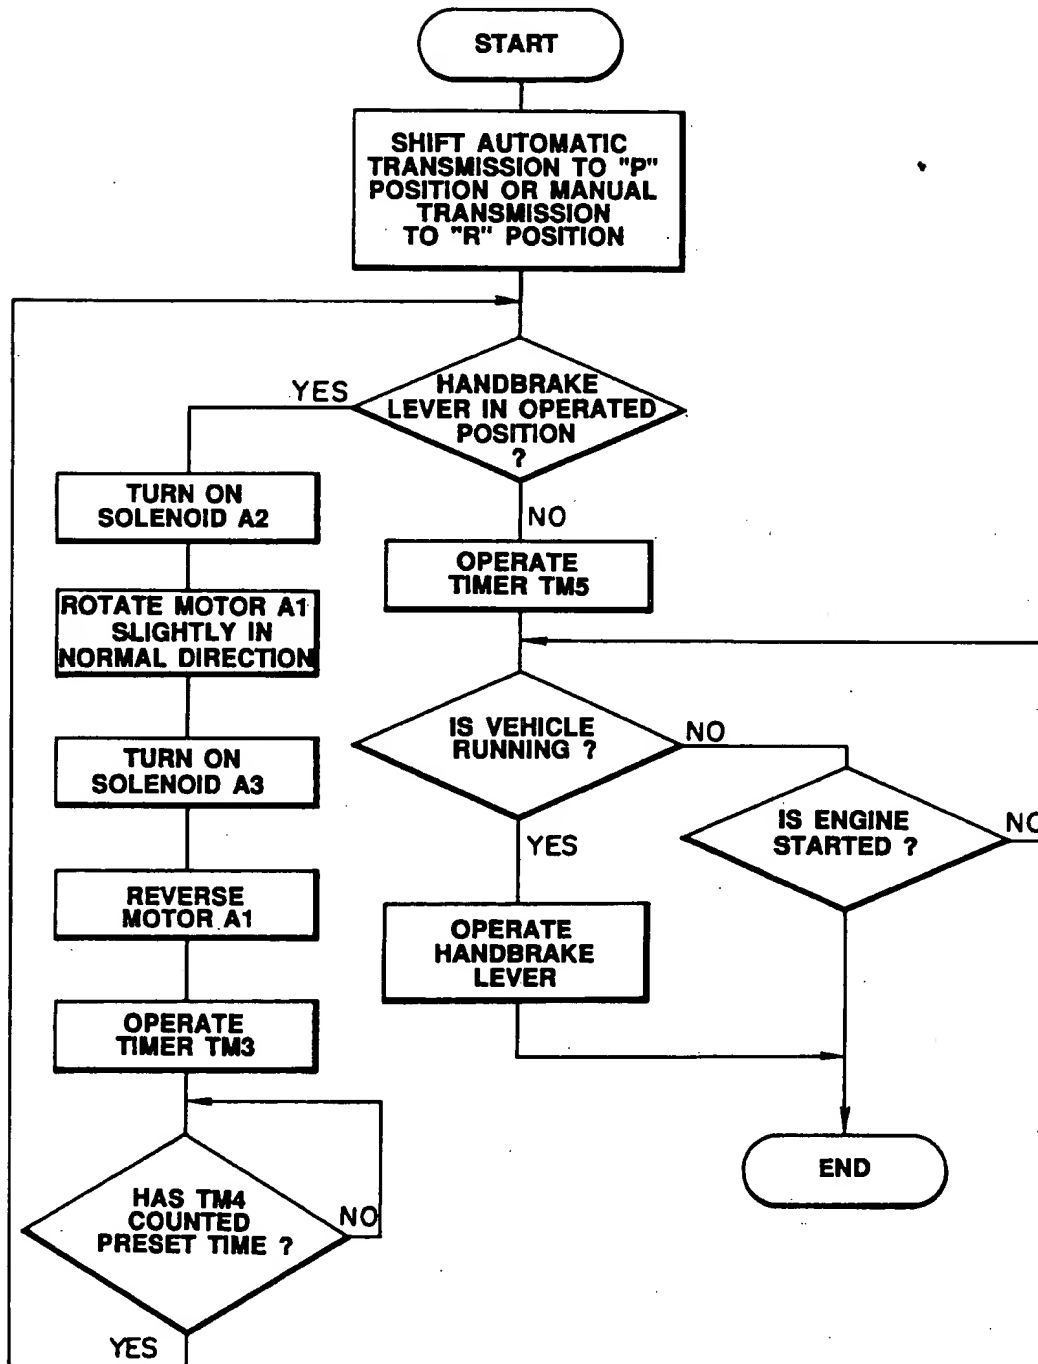 START
SHIFT AUTOMATIC
TRANSMISSION TO "P"
POSITION OR MANUAL
TRANSMISSION
TO "R" POSITION
YES
HANDBRAKE
LEVER IN OPERATED
POSITION
?
TURN ON
SOLENOID A2
NO
OPERATE
TIMER TM5
ROTATE MOTOR A1
SLIGHTLY IN
NORMAL DIRECTION
IS VEHICLE
RUNNING ?
NO
TURN ON
SOLENOID A3
IS ENGINE
STARTED ?
NO
YES
REVERSE
MOTOR A1
OPERATE
HANDBRAKE
LEVER
OPERATE
TIMER TM3
END
HAS TM4
COUNTED
PRESET TIME ?
NO
YES